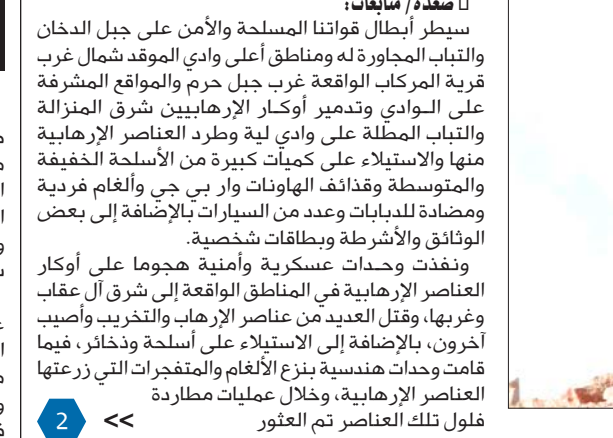 صعدة/ متابعات:
سيطر أبطال قواتنا المسلحة والأمن على جبل الدخان
والتباب المجاورة له ومناطق أعلى وادي الموقد شمال غرب
قرية المركاب الواقعة غرب جبل حرم والمواقع المشرفة
على الوادي وتدمير أوكار الإرهابيين شرق المنزالة
والتباب المطلة على وادي لية وطرد العناصر الإرهابية
منها والاستيلاء على كميات كبيرة من الأسلحة الخفيفة
والمتوسطة وقذائف الهاونات وار بي جي وألغام فردية
ومضادة للدبابات وعدد من السيارات بالإضافة إلى بعض
الوثائق والأشرطة وبطاقات شخصية.
ونفذت وحدات عسكرية وأمنية هجوما على أوكار
العناصر الإرهابية في المناطق الواقعة إلى شرق آل عقاب
وغربها، وقتل العديد من عناصر الإرهاب والتخريب وأصيب
آخرون، بالإضافة إلى الاستيلاء على أسلحة وذخائر، فيما
قامت وحدات هندسية بنزع الألغام والمتفجرات التي زرعتها
العناصر الإرهابية، وخلال عمليات مطاردة
فلول تلك العناصر تم العثور >> 2